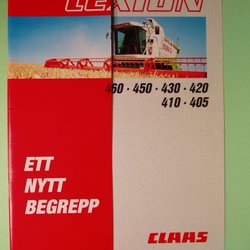 LEXION
460 · 450 · 430 · 420
410 · 405
ETT
NYTT
BEGREPP
CLAAS